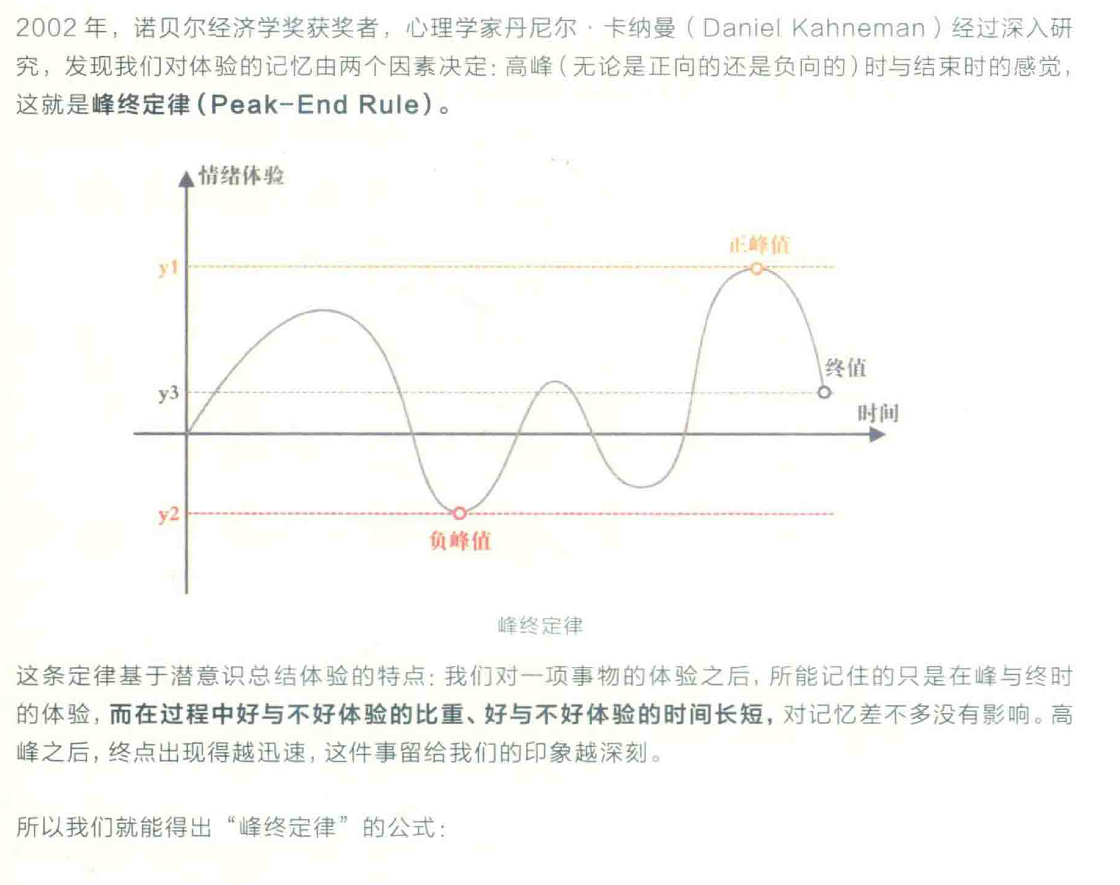 2002 年，诺贝尔经济学奖获奖者，心理学家丹尼尔 · 卡纳曼（Daniel Kahneman）经过深入研
究，发现我们对体验的记忆由两个因素决定：高峰（无论是正向的还是负向的）时与结束时的感觉，
这就是峰终定律（Peak-End Rule）。
情绪体验
正峰值
y1
终值
y3
时间
y2
负峰值
峰终定律
这条定律基于潜意识总结体验的特点：我们对一项事物的体验之后，所能记住的只是在峰与终时
的体验，而在过程中好与不好体验的比重、好与不好体验的时间长短，对记忆差不多没有影响。高
峰之后，终点出现得越迅速，这件事留给我们的印象越深刻。
所以我们就能得出“峰终定律”的公式：